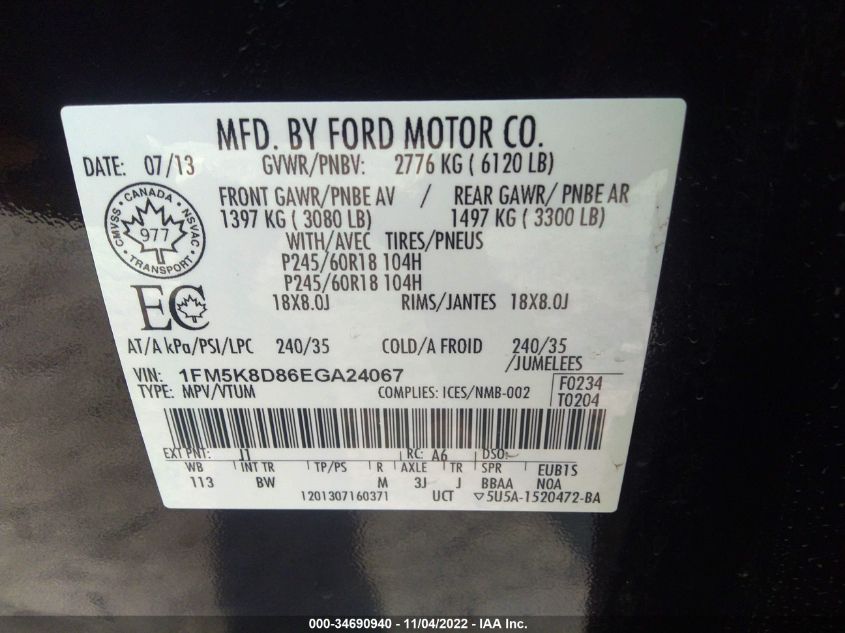 MFD. BY FORD MOTOR CO.
DATE: 07/13 GVWR/PNBV: 2776 KG ( 6120 LB)
FRONT GAWR/PNBE AV / REAR GAWR/ PNBE AR
1397 KG ( 3080 LB) 1497 KG ( 3300 LB)
WITH/AVEC TIRES/PNEUS
P245/60R18 104H
P245/60R18 104H
18X8.0J RIMS/JANTES 18X8.0J
CANADA
CMVSS NSVAC
977
TRANSPORT
EC
AT/A kPa/PSI/LPC 240/35 COLD/A FROID 240/35
/JUMELEES
VIN: 1FM5K8D86EGA24067
TYPE: MPV/VTUM COMPLIES: ICES/NMB-002
F0234
T0204
EXT PNT: J1 RC: A6 DSO:
WB INT TR TP/PS R AXLE TR SPR EUB1S
113 BW M 3J J BBAA N0A
1201307160371 UCT ▽5U5A-1520472-BA
000-34690940 - 11/04/2022 - IAA Inc.